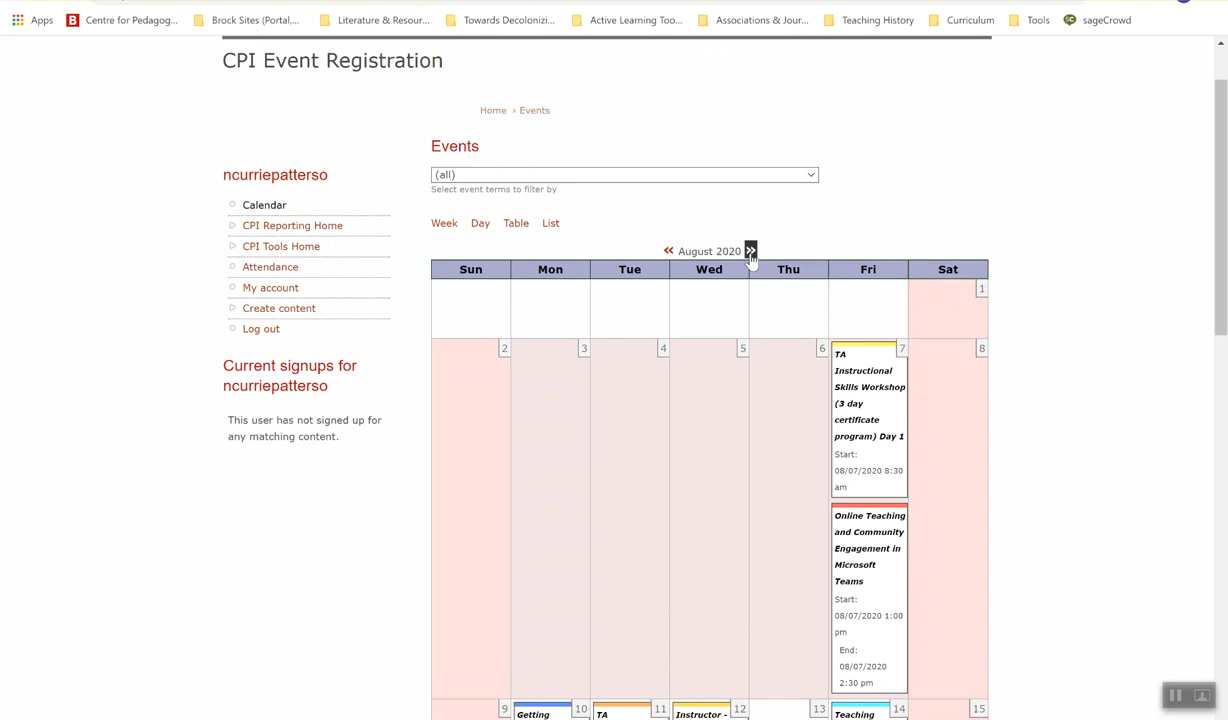 Apps
B Centre for Pedagog...
Brock Sites (Portal,...
Literature & Resour...
Towards Decolonizi...
Active Learning Too...
Associations & Jour...
Teaching History
Curriculum
Tools
SC sageCrowd
CPI Event Registration
Home › Events
Events
(all)
Select event terms to filter by
ncurriepatterso
Calendar
CPI Reporting Home
CPI Tools Home
Attendance
My account
Create content
Log out
Current signups for
ncurriepatterso
This user has not signed up for
any matching content.
Week Day Table List
« August 2020 »
Sun Mon Tue Wed Thu Fri Sat
1
2 3 4 5 6 7 8
TA
Instructional
Skills Workshop
(3 day
certificate
program) Day 1
Start:
08/07/2020 8:30
am
Online Teaching
and Community
Engagement in
Microsoft
Teams
Start:
08/07/2020 1:00
pm
End:
08/07/2020
2:30 pm
9 10 11 12 13 14 15
Getting
TA
Instructor -
Teaching